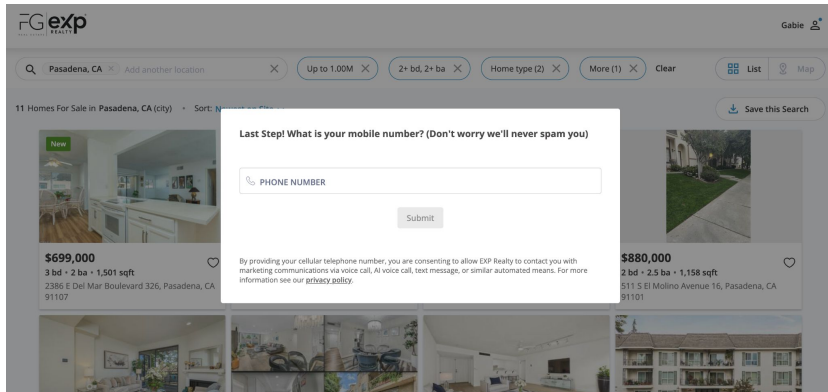 FG exp
REALTY
Gabie
Pasadena, CA × Add another location ×
Up to 1.00M ×
2+ bd, 2+ ba ×
Home type (2) ×
More (1) ×
Clear
List
Map
11 Homes For Sale in Pasadena, CA (city) • Sort: Newest on Site
Save this Search
New
Last Step! What is your mobile number? (Don't worry we'll never spam you)
PHONE NUMBER
Submit
By providing your cellular telephone number, you are consenting to allow EXP Realty to contact you with
marketing communications via voice call, AI voice call, text message, or similar automated means. For more
information see our privacy policy.
$699,000
3 bd • 2 ba • 1,501 sqft
2386 E Del Mar Boulevard 326, Pasadena, CA
91107
$880,000
2 bd • 2.5 ba • 1,158 sqft
511 S El Molino Avenue 16, Pasadena, CA
91101